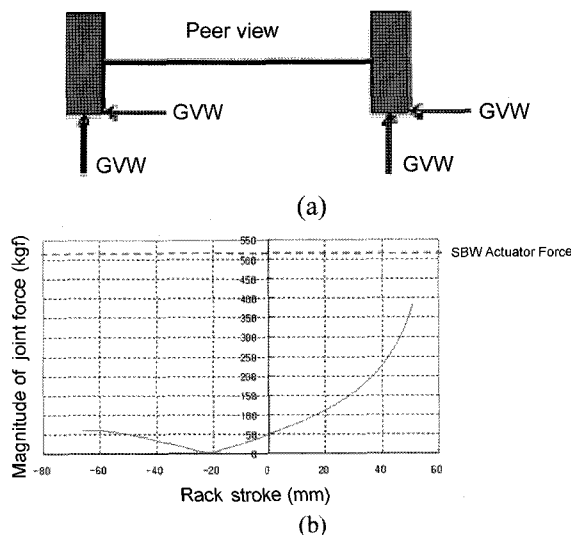 Peer view
GVW
GVW
GVW
GVW
(a)
Magnitude of joint force (kgf)
550
500
450
400
350
300
250
200
150
100
50
0
SBW Actuator Force
-80
-60
-40
-20
0
20
40
60
Rack stroke (mm)
(b)